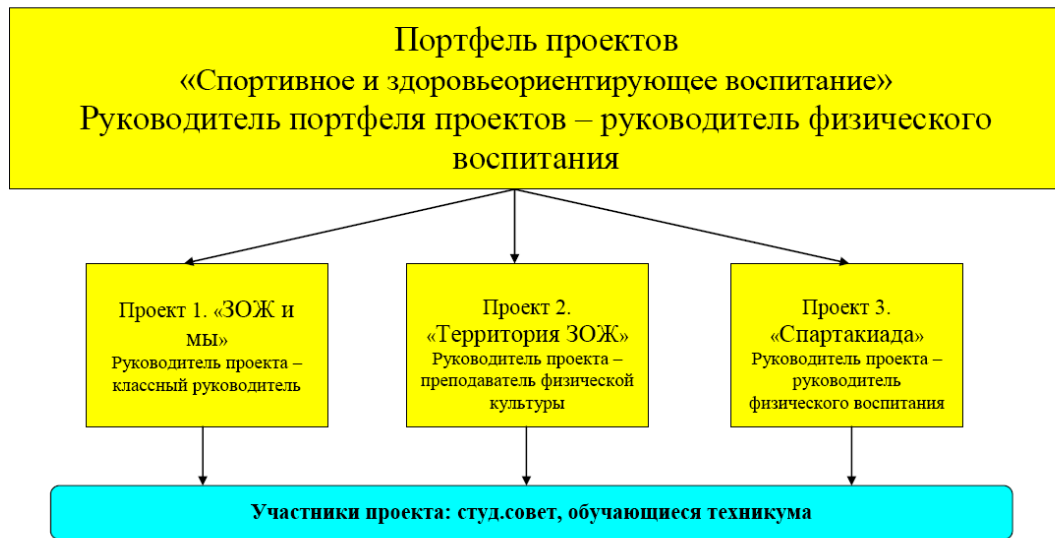 Портфель проектов
«Спортивное и здоровьеориентирующее воспитание»
Руководитель портфеля проектов – руководитель физического
воспитания
Проект 1. «ЗОЖ и
мы»
Руководитель проекта –
классный руководитель
Проект 2.
«Территория ЗОЖ»
Руководитель проекта –
преподаватель физической
культуры
Проект 3.
«Спартакиада»
Руководитель проекта –
руководитель
физического воспитания
Участники проекта: студ.совет, обучающиеся техникума